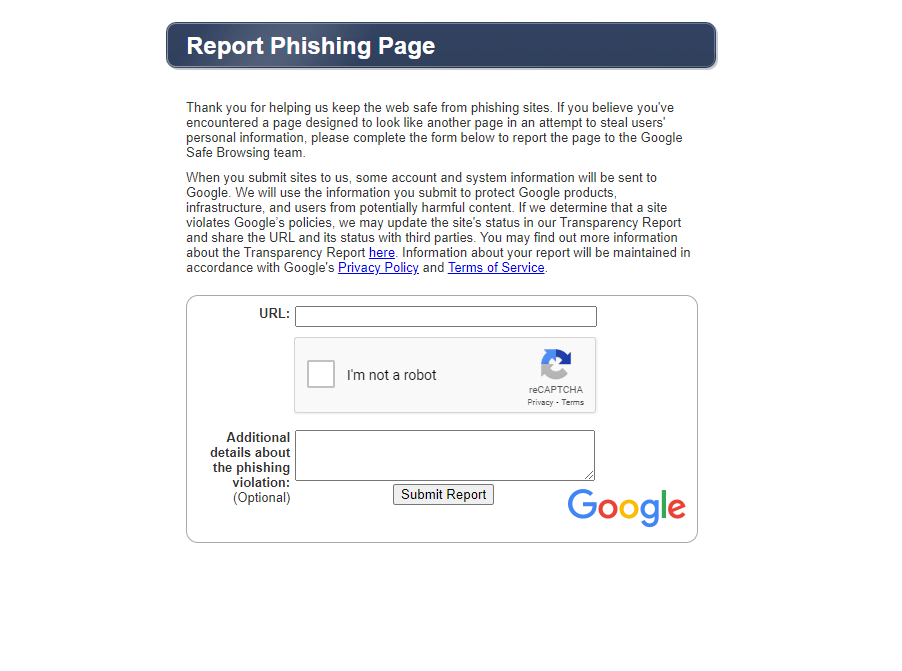 Report Phishing Page
Thank you for helping us keep the web safe from phishing sites. If you believe you've
encountered a page designed to look like another page in an attempt to steal users'
personal information, please complete the form below to report the page to the Google
Safe Browsing team.
When you submit sites to us, some account and system information will be sent to
Google. We will use the information you submit to protect Google products,
infrastructure, and users from potentially harmful content. If we determine that a site
violates Google's policies, we may update the site's status in our Transparency Report
and share the URL and its status with third parties. You may find out more information
about the Transparency Report here. Information about your report will be maintained in
accordance with Google's Privacy Policy and Terms of Service.
URL:
I'm not a robot
reCAPTCHA
Privacy - Terms
Additional
details about
the phishing
violation:
(Optional)
Submit Report
Google